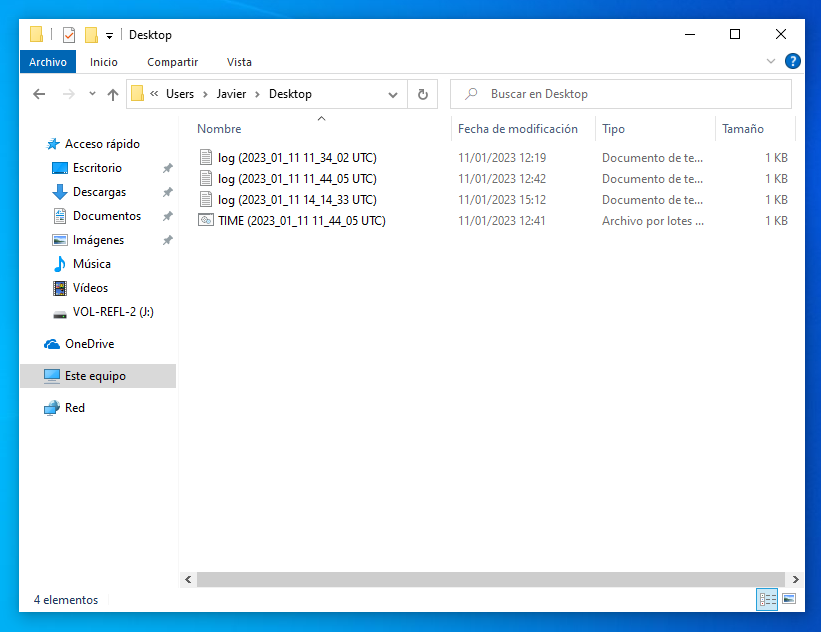 Desktop
Archivo Inicio Compartir Vista ?
« Users > Javier > Desktop
Buscar en Desktop
Nombre Fecha de modificación Tipo Tamaño
Acceso rápido
Escritorio
Descargas
Documentos
Imágenes
Música
Vídeos
VOL-REFL-2 (J:)
OneDrive
Este equipo
Red
log (2023_01_11 11_34_02 UTC) 11/01/2023 12:19 Documento de te... 1 KB
log (2023_01_11 11_44_05 UTC) 11/01/2023 12:42 Documento de te... 1 KB
log (2023_01_11 14_14_33 UTC) 11/01/2023 15:12 Documento de te... 1 KB
TIME (2023_01_11 11_44_05 UTC) 11/01/2023 12:41 Archivo por lotes ... 1 KB
4 elementos